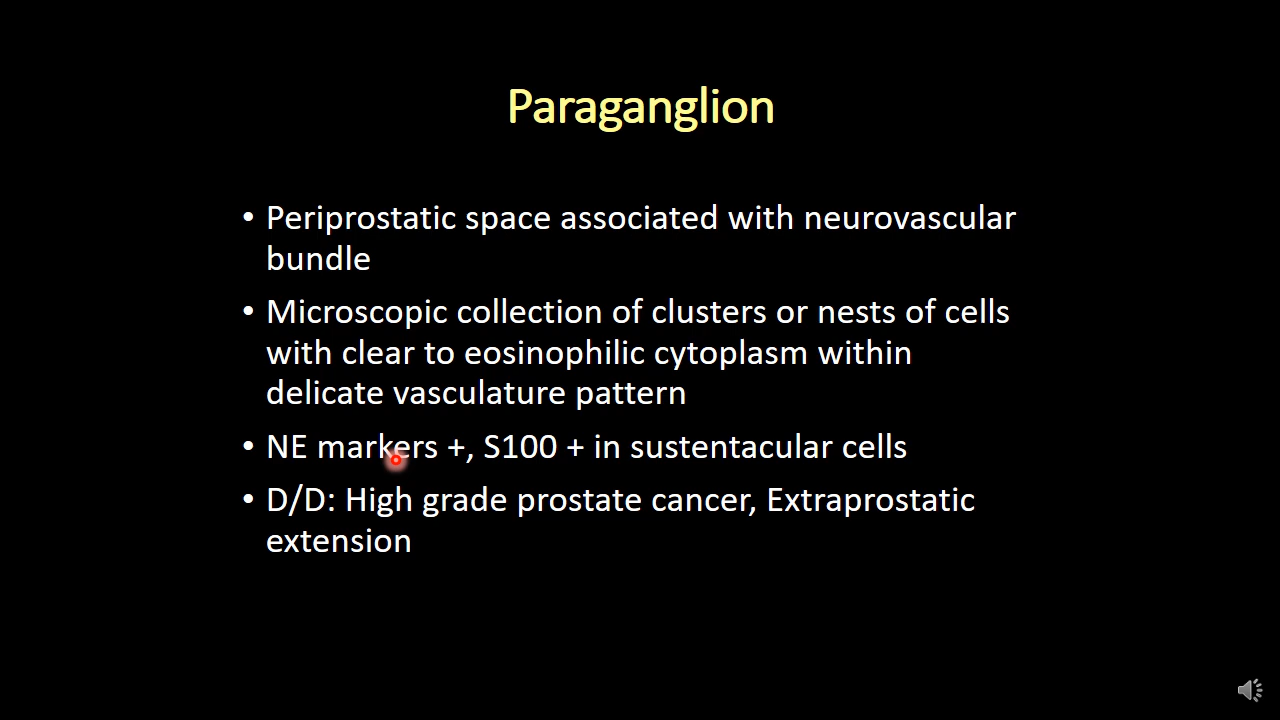 Paraganglion
• Periprostatic space associated with neurovascular
bundle
• Microscopic collection of clusters or nests of cells
with clear to eosinophilic cytoplasm within
delicate vasculature pattern
• NE markers +, S100 + in sustentacular cells
• D/D: High grade prostate cancer, Extraprostatic
extension